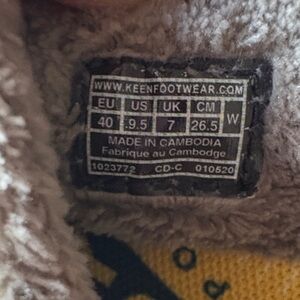 WWW.KEENFOOTWEAR.COM
EU US UK CM W
40 9.5 7 26.5
MADE IN CAMBODIA
Fabrique au Cambodge
1023772 CD-C 010520